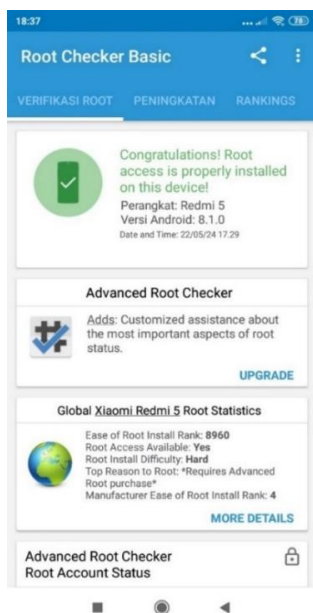 18:37
... 78
Root Checker Basic
VERIFIKASI ROOT PENINGKATAN RANKINGS
Congratulations! Root
access is properly installed
on this device!
Perangkat: Redmi 5
Versi Android: 8.1.0
Date and Time: 22/05/24 17.29
Advanced Root Checker
Adds: Customized assistance about
the most important aspects of root
status.
UPGRADE
Global Xiaomi Redmi 5 Root Statistics
Ease of Root Install Rank: 8960
Root Access Available: Yes
Root Install Difficulty: Hard
Top Reason to Root: *Requires Advanced
Root purchase*
Manufacturer Ease of Root Install Rank: 4
MORE DETAILS
Advanced Root Checker
Root Account Status